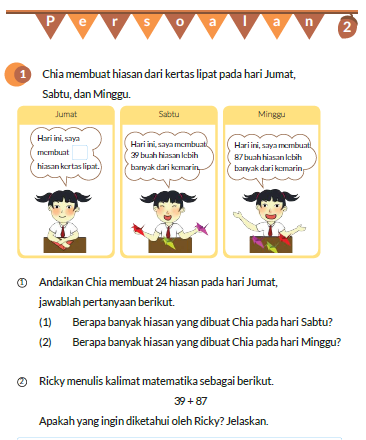 Persoalan 2
1 Chia membuat hiasan dari kertas lipat pada hari Jumat,
Sabtu, dan Minggu.
Jumat
Hari ini, saya
membuat
hiasan kertas lipat.
Sabtu
Hari ini, saya membuat
39 buah hiasan lebih
banyak dari kemarin.
Minggu
Hari ini, saya membuat
87 buah hiasan lebih
banyak dari kemarin.
① Andaikan Chia membuat 24 hiasan pada hari Jumat,
jawablah pertanyaan berikut.
(1) Berapa banyak hiasan yang dibuat Chia pada hari Sabtu?
(2) Berapa banyak hiasan yang dibuat Chia pada hari Minggu?
② Ricky menulis kalimat matematika sebagai berikut.
39 + 87
Apakah yang ingin diketahui oleh Ricky? Jelaskan.